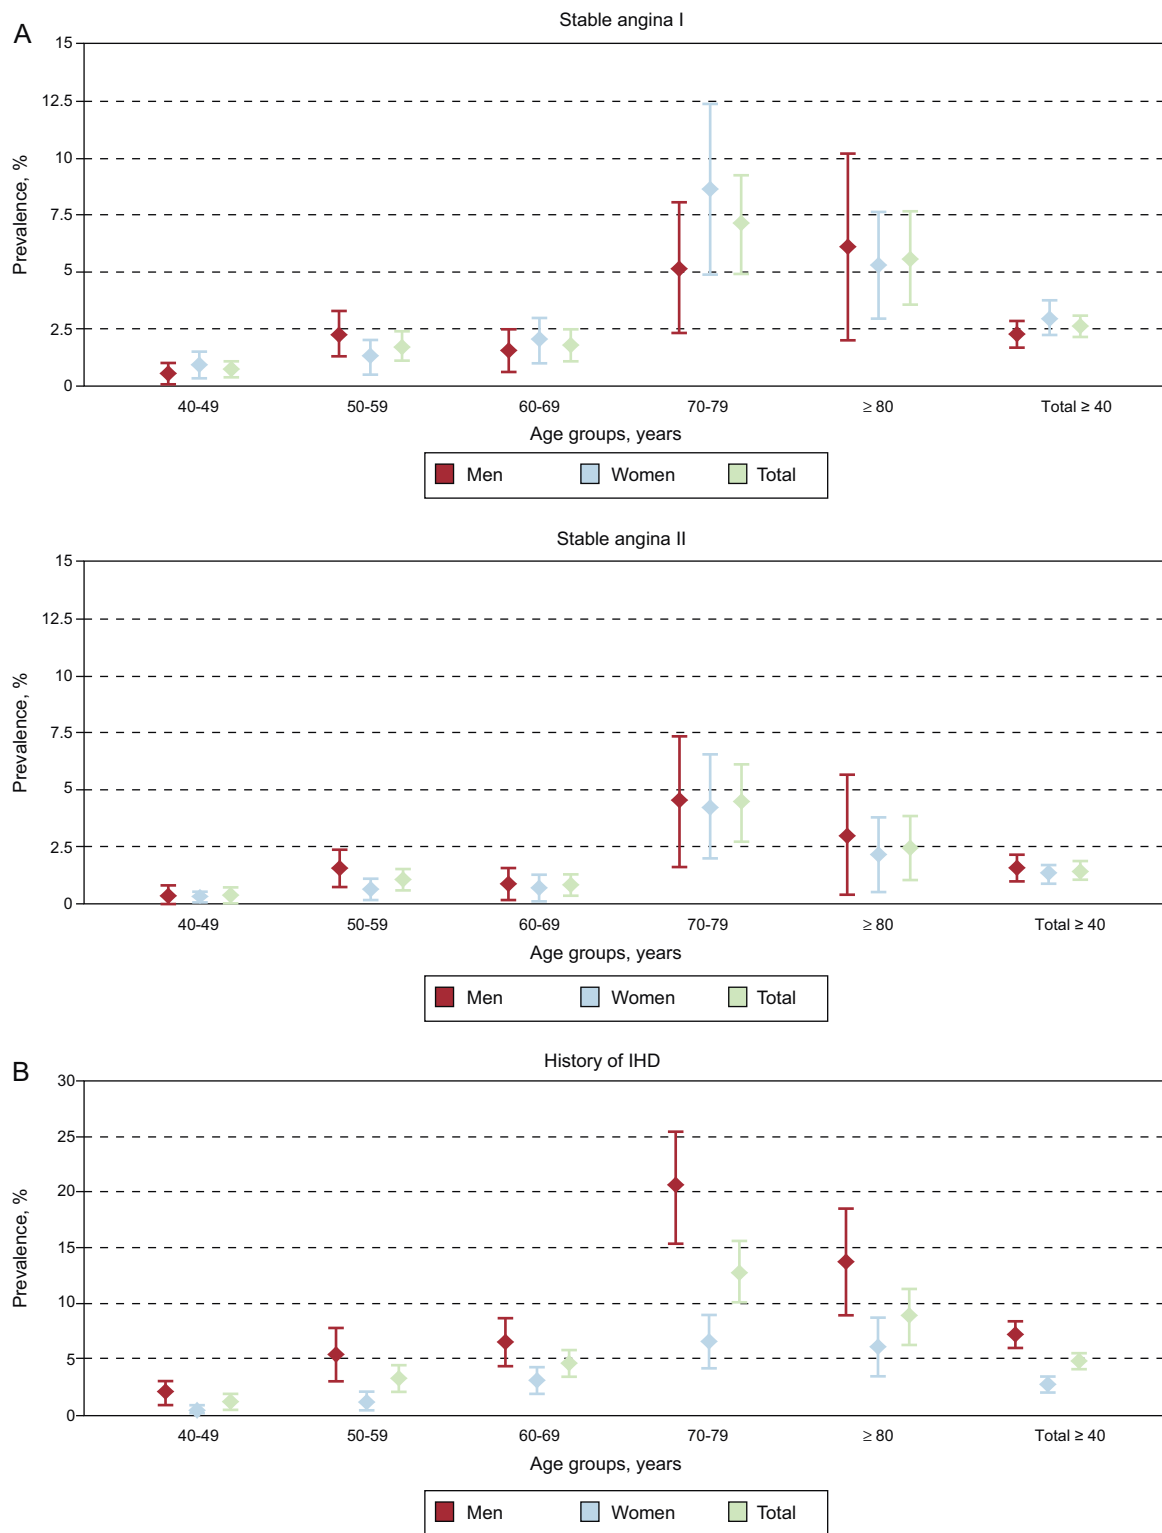 A
Stable angina I
15
12.5
10
7.5
5
2.5
0
Prevalence, %
40-49 50-59 60-69 70-79 ≥ 80 Total ≥ 40
Age groups, years
Men Women Total
Stable angina II
15
12.5
10
7.5
5
2.5
0
Prevalence, %
40-49 50-59 60-69 70-79 ≥ 80 Total ≥ 40
Age groups, years
Men Women Total
B
History of IHD
30
25
20
15
10
5
0
Prevalence, %
40-49 50-59 60-69 70-79 ≥ 80 Total ≥ 40
Age groups, years
Men Women Total